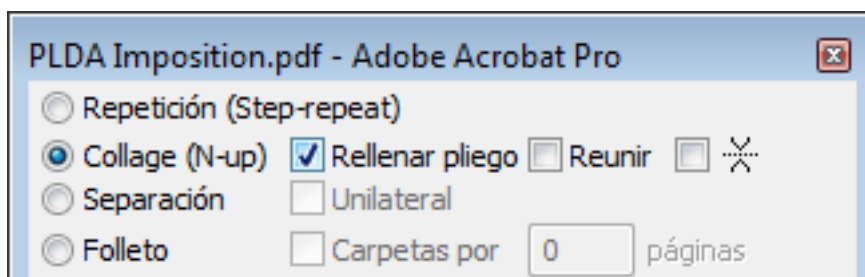 PLDA Imposition.pdf - Adobe Acrobat Pro
Repetición (Step-repeat)
Collage (N-up) Rellenar pliego Reunir
Separación Unilateral
Folleto Carpetas por 0 páginas